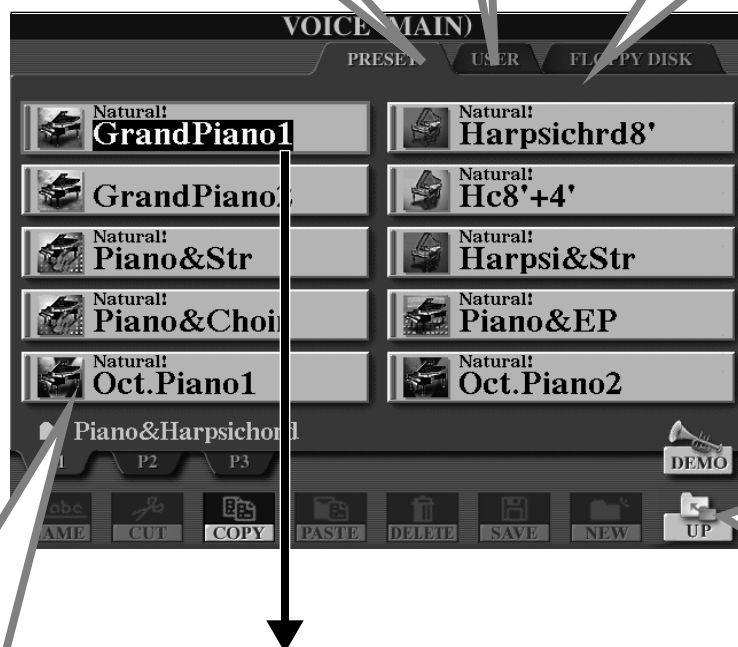 VOICE (MAIN)
PRESET USER FLOPPY DISK
Natural!
GrandPiano1
Natural!
Harpsichrd8'
GrandPiano2
Natural!
Hc8'+4'
Natural!
Piano&Str
Natural!
Harpsi&Str
Natural!
Piano&Choir
Natural!
Piano&EP
Natural!
Oct.Piano1
Natural!
Oct.Piano2
Piano&Harpsichord
P2 P3
DEMO
abc
CUT COPY PASTE DELETE SAVE NEW UP